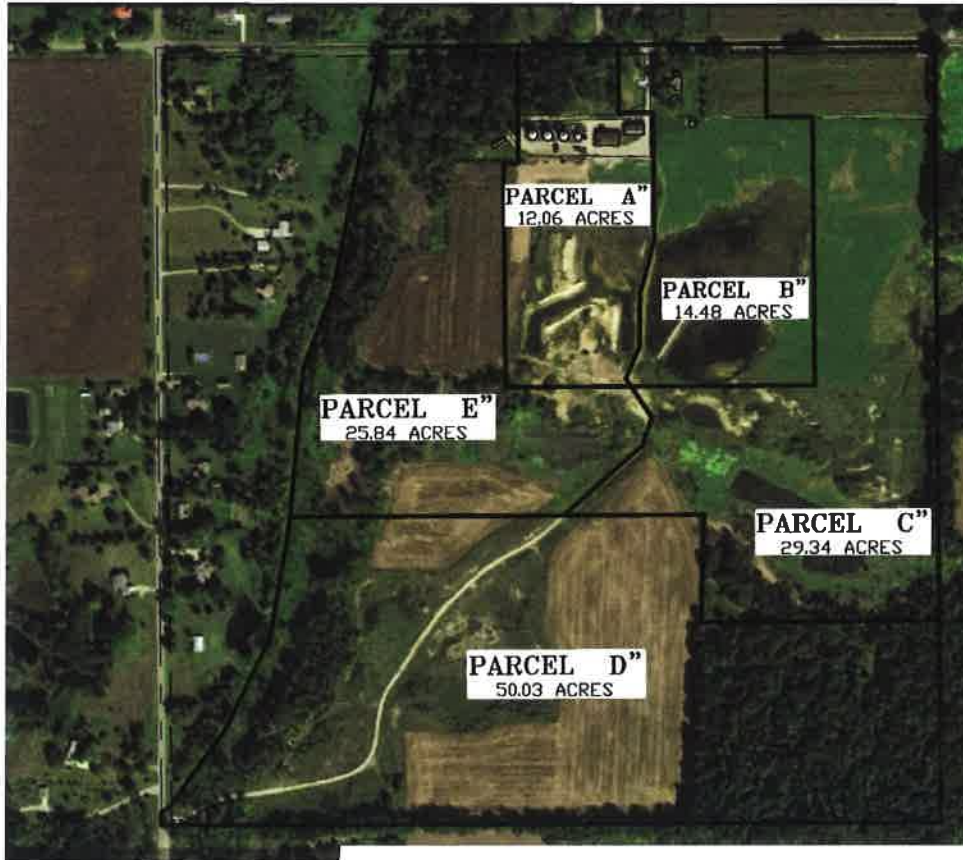 PARCEL A"
12.06 ACRES
PARCEL B"
14.48 ACRES
PARCEL E"
25.84 ACRES
PARCEL C"
29.34 ACRES
PARCEL D"
50.03 ACRES